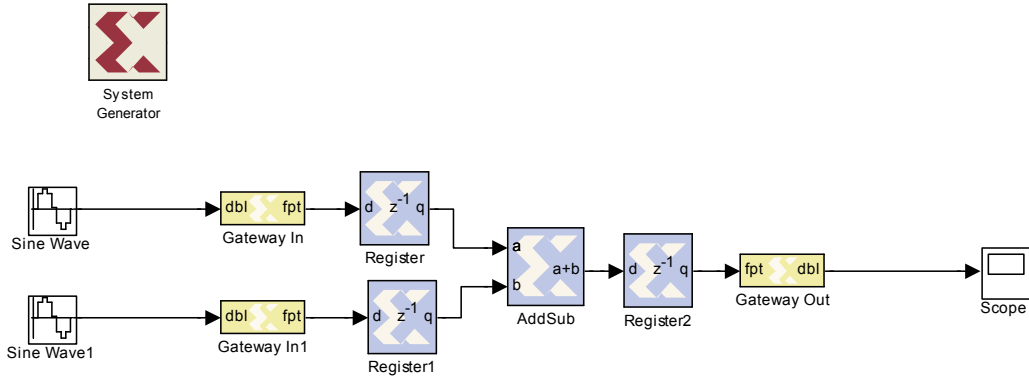 System
Generator
dbl fpt
d z-1 q
Sine Wave
Gateway In
Register
a
b
a+b
AddSub
d z-1 q
Register2
fpt dbl
Gateway Out
Scope
dbl fpt
d z-1 q
Sine Wave1
Gateway In1
Register1